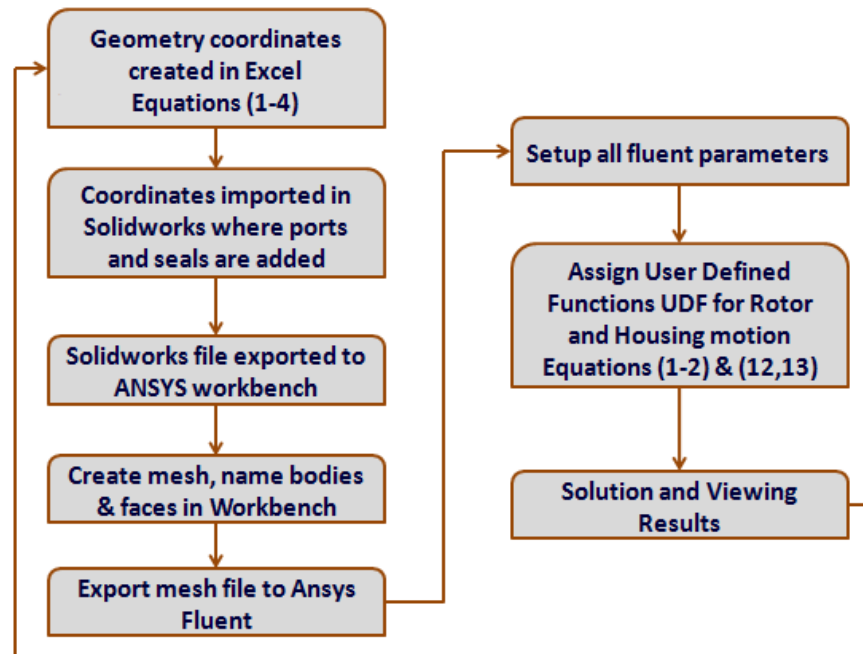 Geometry coordinates
created in Excel
Equations (1-4)
Coordinates imported in
Solidworks where ports
and seals are added
Solidworks file exported to
ANSYS workbench
Create mesh, name bodies
& faces in Workbench
Export mesh file to Ansys
Fluent
Setup all fluent parameters
Assign User Defined
Functions UDF for Rotor
and Housing motion
Equations (1-2) & (12,13)
Solution and Viewing
Results